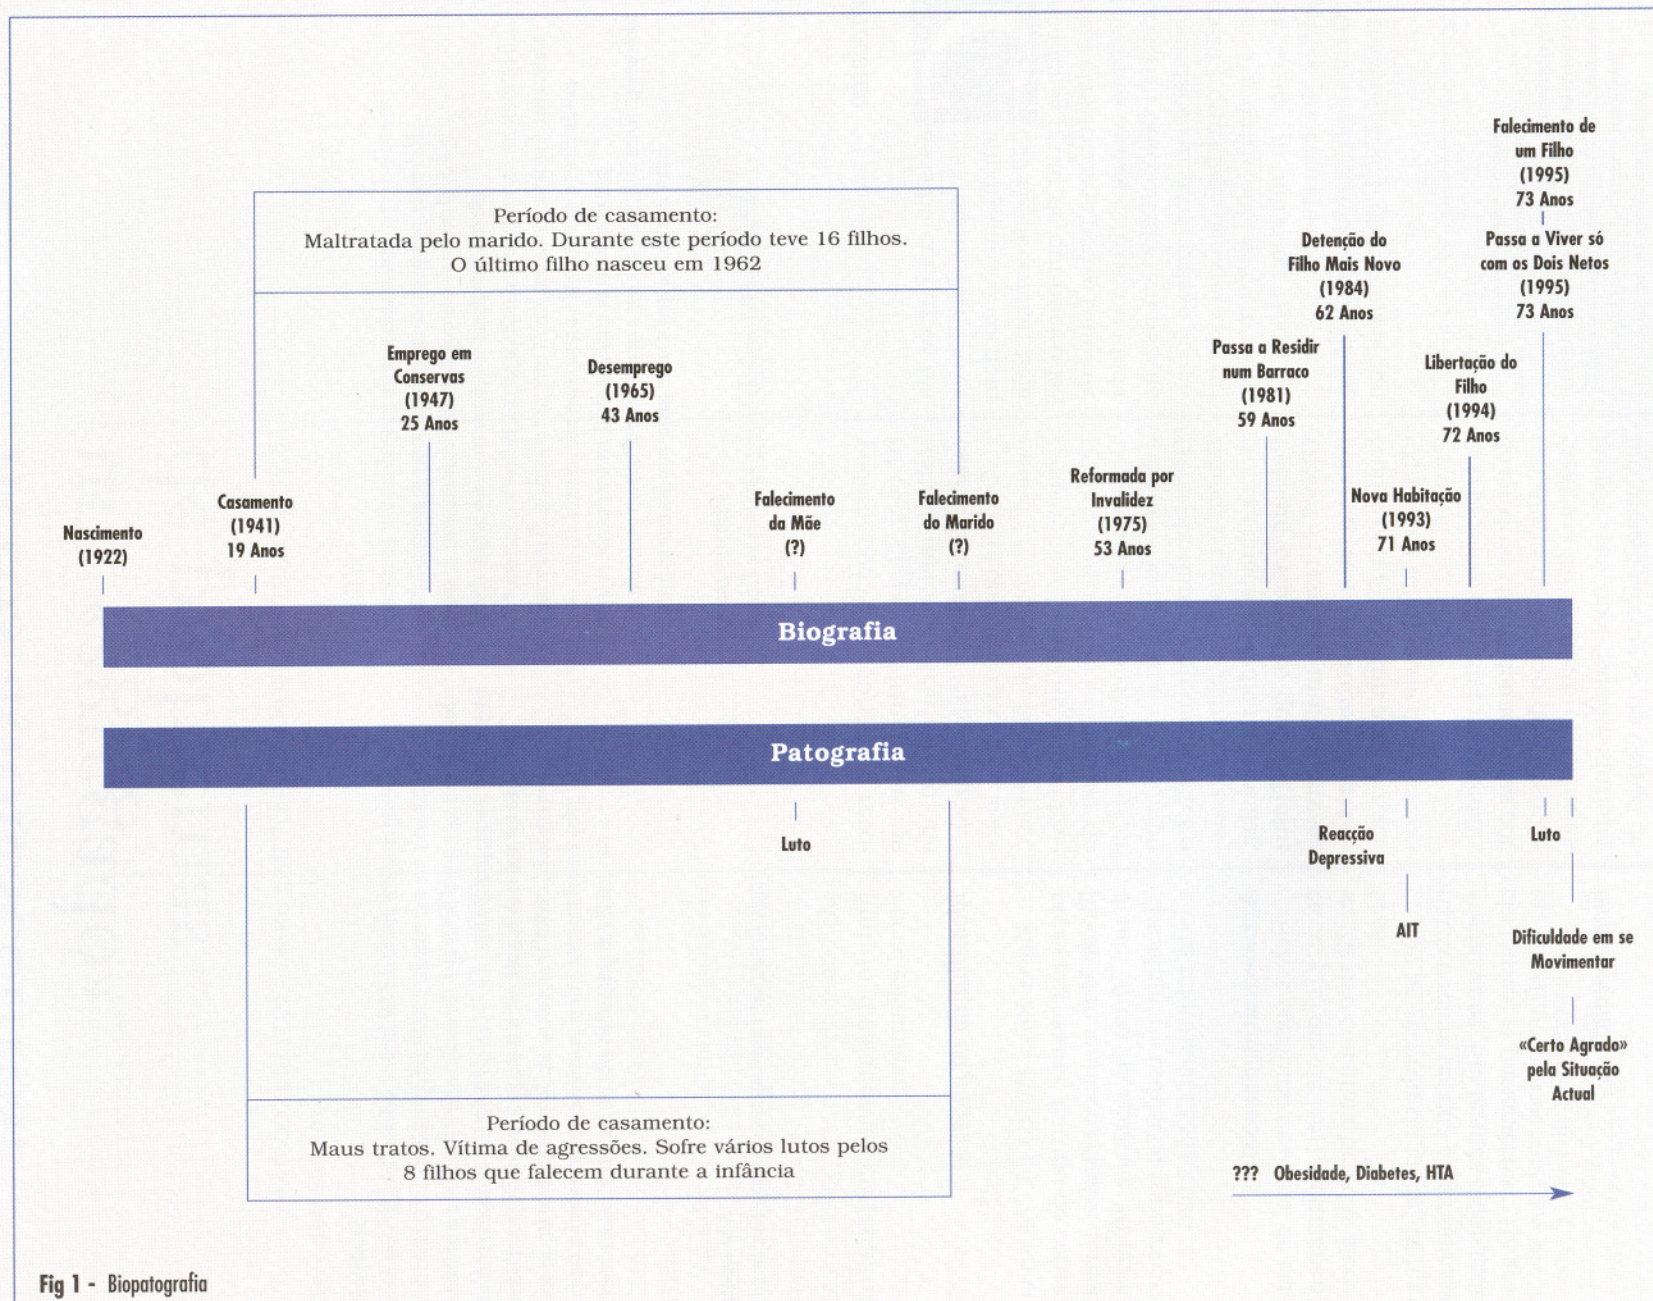 Falecimento de
um Filho
(1995)
73 Anos
Período de casamento:
Maltratada pelo marido. Durante este período teve 16 filhos.
O último filho nasceu em 1962
Detenção do
Filho Mais Novo
(1984)
62 Anos
Passa a Viver só
com os Dois Netos
(1995)
73 Anos
Emprego em
Conservas
(1947)
25 Anos
Desemprego
(1965)
43 Anos
Passa a Residir
num Barraco
(1981)
59 Anos
Libertação do
Filho
(1994)
72 Anos
Nascimento
(1922)
Casamento
(1941)
19 Anos
Falecimento
da Mãe
(?)
Falecimento
do Marido
(?)
Reformada por
Invalidez
(1975)
53 Anos
Nova Habitação
(1993)
71 Anos
Biografia
Patografia
Luto
Reacção
Depressiva
Luto
AIT
Dificuldade em se
Movimentar
«Certo Agrado»
pela Situação
Actual
Período de casamento:
Maus tratos. Vítima de agressões. Sofre vários lutos pelos
8 filhos que falecem durante a infância
??? Obesidade, Diabetes, HTA
Fig 1 - Biopatografia